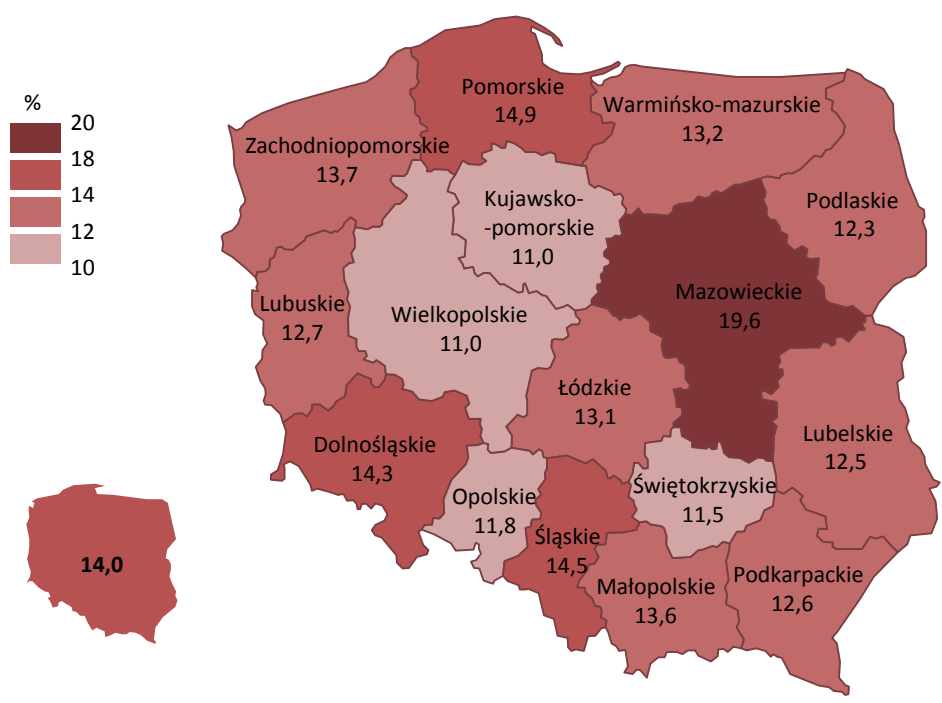 %
20
18
14
12
10
Pomorskie
14,9
Warmińsko-mazurskie
13,2
Zachodniopomorskie
13,7
Podlaskie
12,3
Kujawsko-
-pomorskie
11,0
Mazowieckie
19,6
Lubuskie
12,7
Wielkopolskie
11,0
Łódzkie
13,1
Lubelskie
12,5
Dolnośląskie
14,3
Opolskie
11,8
Świętokrzyskie
11,5
Śląskie
14,5
Małopolskie
13,6
Podkarpackie
12,6
14,0